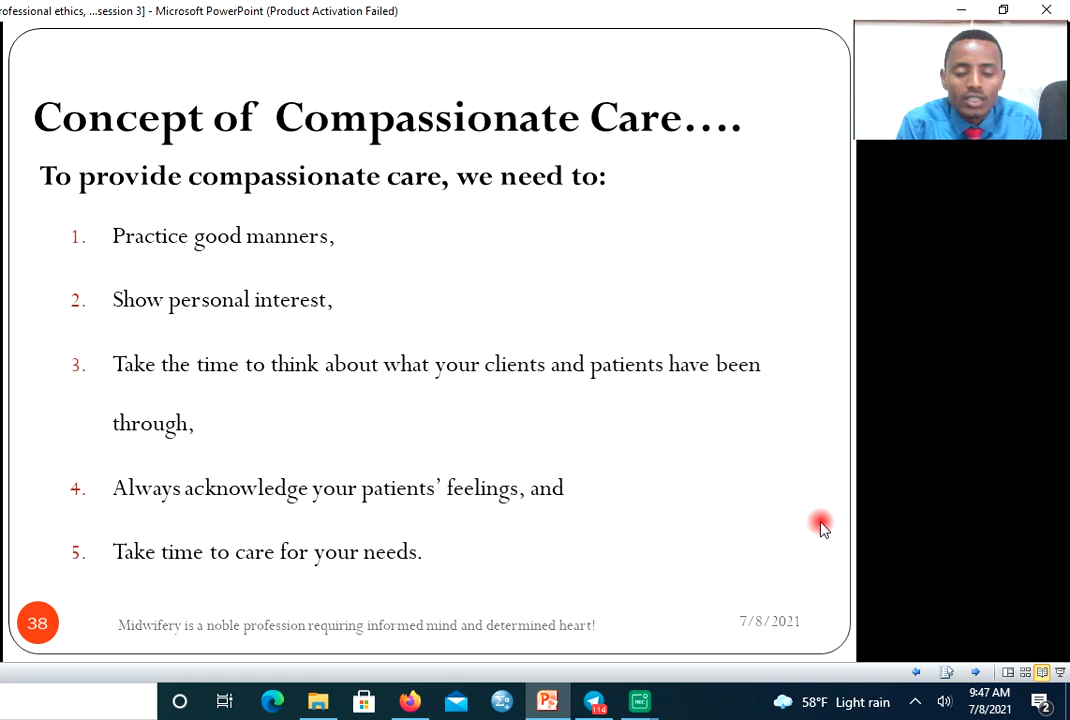 rofessional ethics, ...session 3] - Microsoft PowerPoint (Product Activation Failed)
Concept of Compassionate Care....
To provide compassionate care, we need to:
1. Practice good manners,
2. Show personal interest,
3. Take the time to think about what your clients and patients have been
through,
4. Always acknowledge your patients' feelings, and
5. Take time to care for your needs.
38
Midwifery is a noble profession requiring informed mind and determined heart!
7/8/2021
114
REC
58°F Light rain
9:47 AM
7/8/2021
2